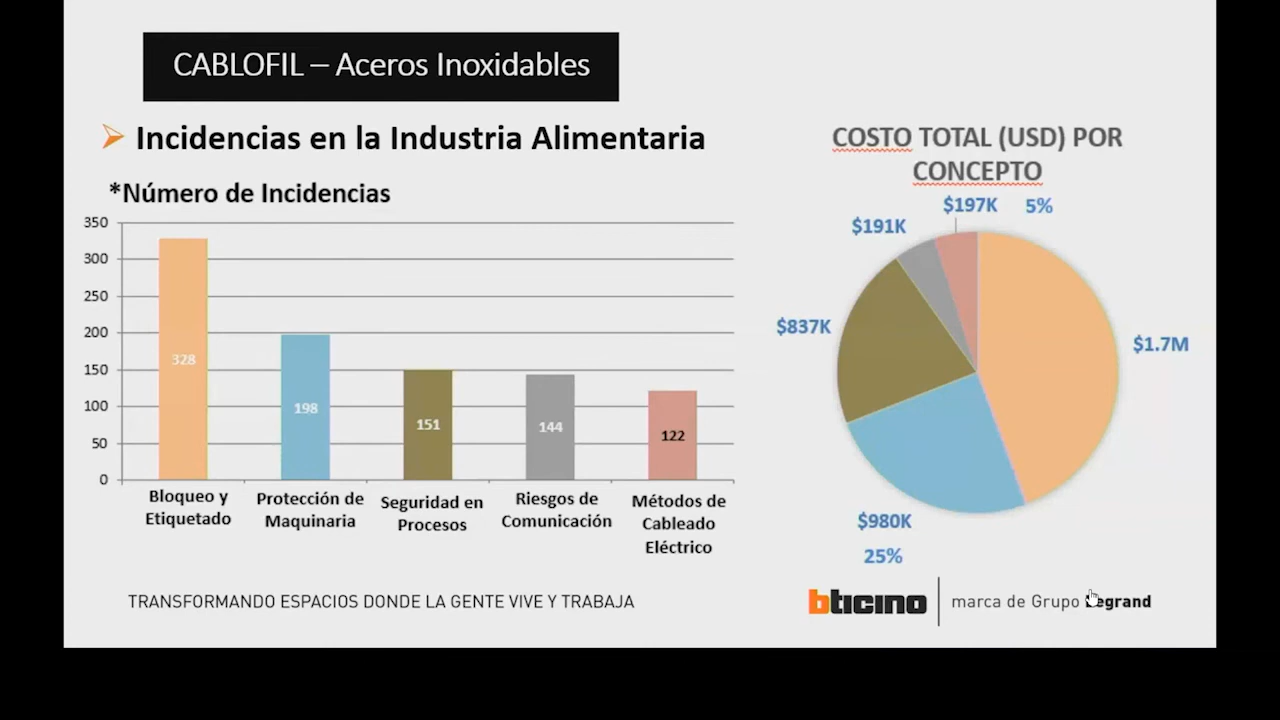 CABLOFIL – Aceros Inoxidables
Incidencias en la Industria Alimentaria
*Número de Incidencias
350
300
250
200
150
100
50
0
328
198
151
144
122
Bloqueo y
Etiquetado
Protección de
Maquinaria
Seguridad en
Procesos
Riesgos de
Comunicación
Métodos de
Cableado
Eléctrico
COSTO TOTAL (USD) POR
CONCEPTO
$197K 5%
$191K
$837K
$1.7M
$980K
25%
TRANSFORMANDO ESPACIOS DONDE LA GENTE VIVE Y TRABAJA
bticino
marca de Grupo Legrand